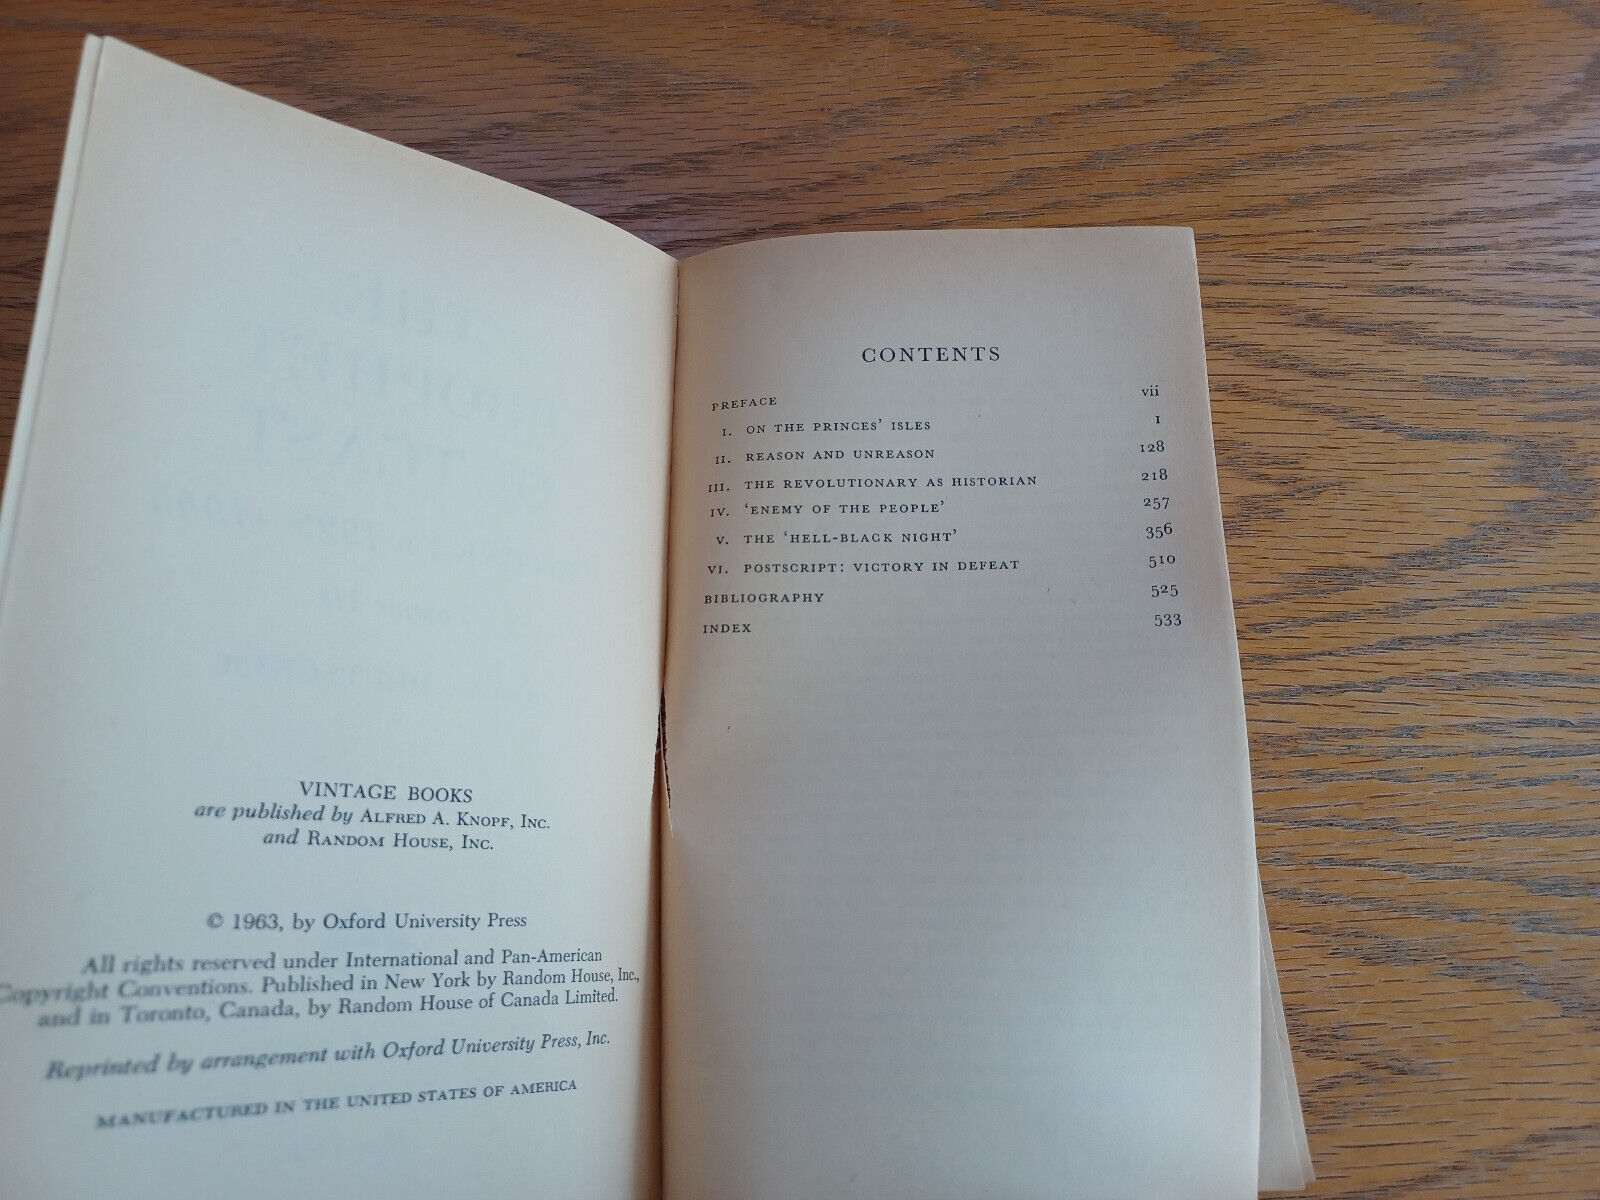 VINTAGE BOOKS
are published by ALFRED A. KNOPF, INC.
and RANDOM HOUSE, INC.
© 1963, by Oxford University Press
All rights reserved under International and Pan-American
Copyright Conventions. Published in New York by Random House, Inc.,
and in Toronto, Canada, by Random House of Canada Limited.
Reprinted by arrangement with Oxford University Press, Inc.
MANUFACTURED IN THE UNITED STATES OF AMERICA
CONTENTS
PREFACE vii
I. ON THE PRINCES' ISLES 1
II. REASON AND UNREASON 128
III. THE REVOLUTIONARY AS HISTORIAN 218
IV. 'ENEMY OF THE PEOPLE' 257
V. THE 'HELL-BLACK NIGHT' 356
VI. POSTSCRIPT: VICTORY IN DEFEAT 510
BIBLIOGRAPHY 525
INDEX 533